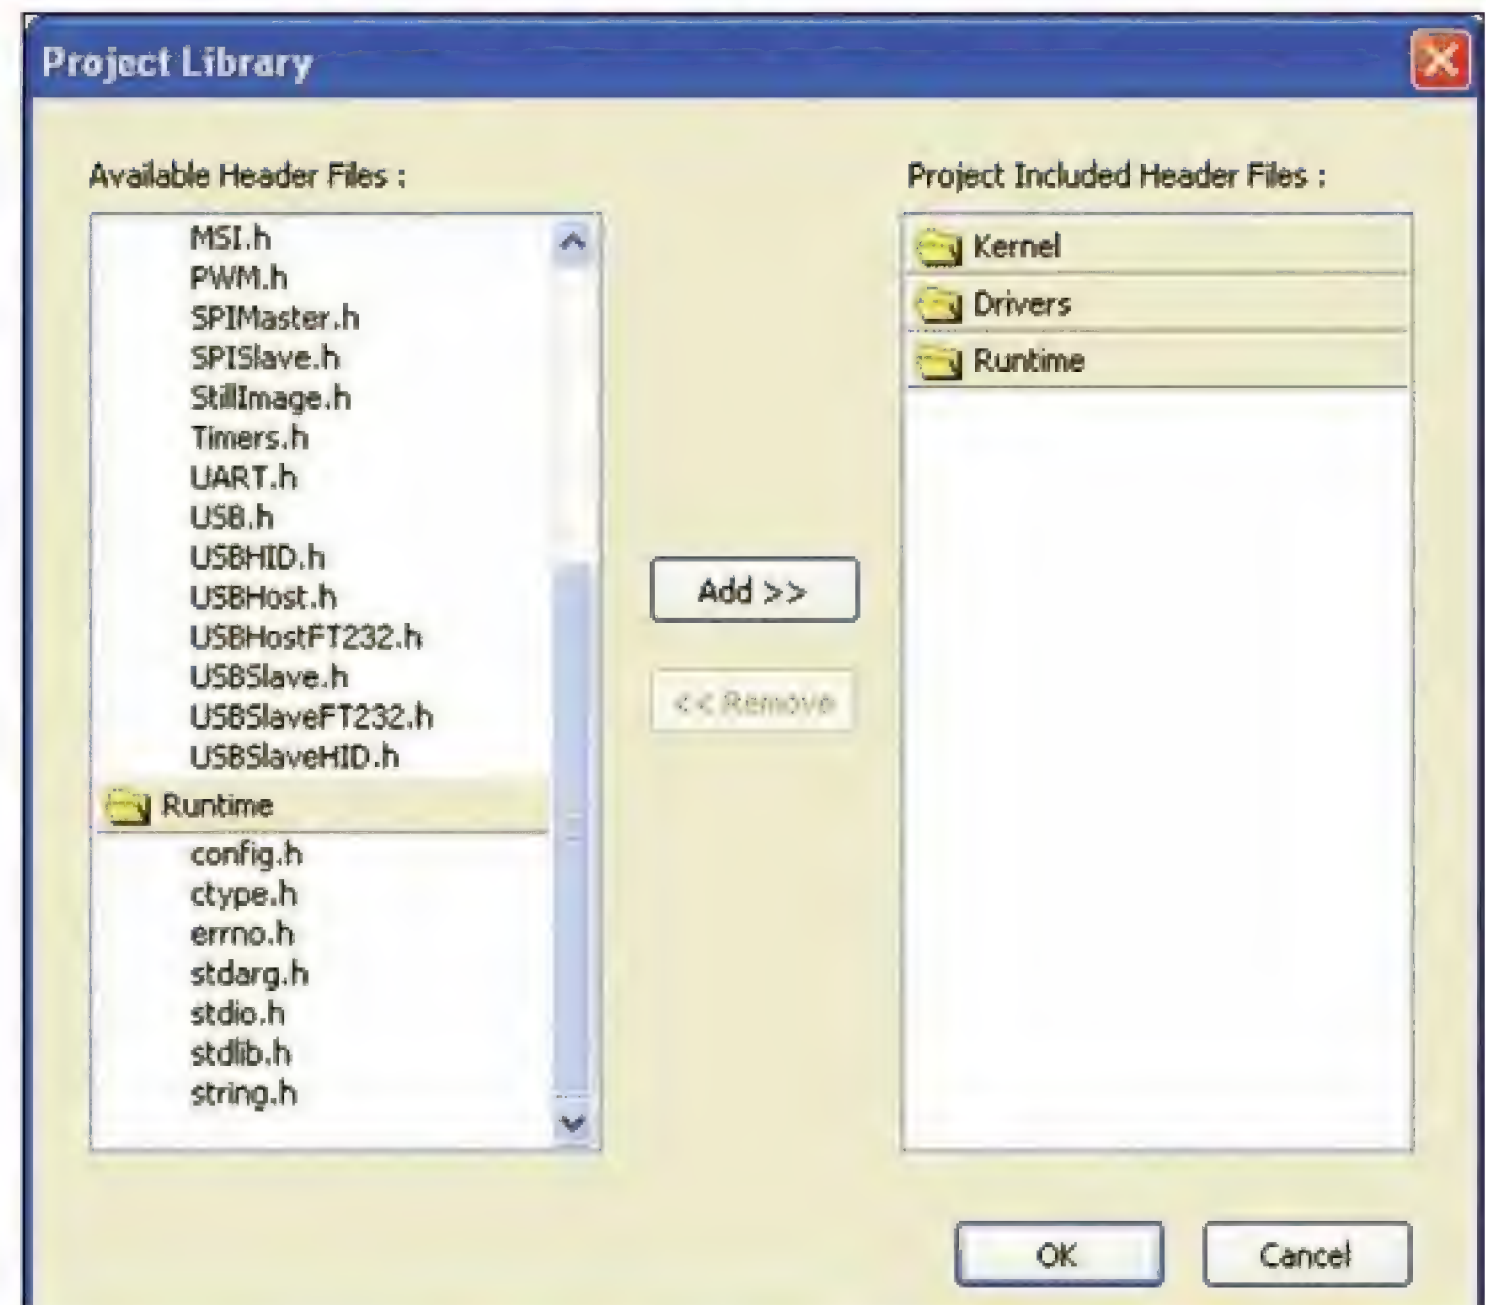 Project Library
Available Header Files :
MSI.h
PWM.h
SPIMaster.h
SPISlave.h
StillImage.h
Timers.h
UART.h
USB.h
USBHID.h
USBHost.h
USBHostFT232.h
USBSlave.h
USBSlaveFT232.h
USBSlaveHID.h
Runtime
config.h
ctype.h
errno.h
stdarg.h
stdio.h
stdlib.h
string.h
Add >>
<< Remove
Project Included Header Files :
Kernel
Drivers
Runtime
OK
Cancel